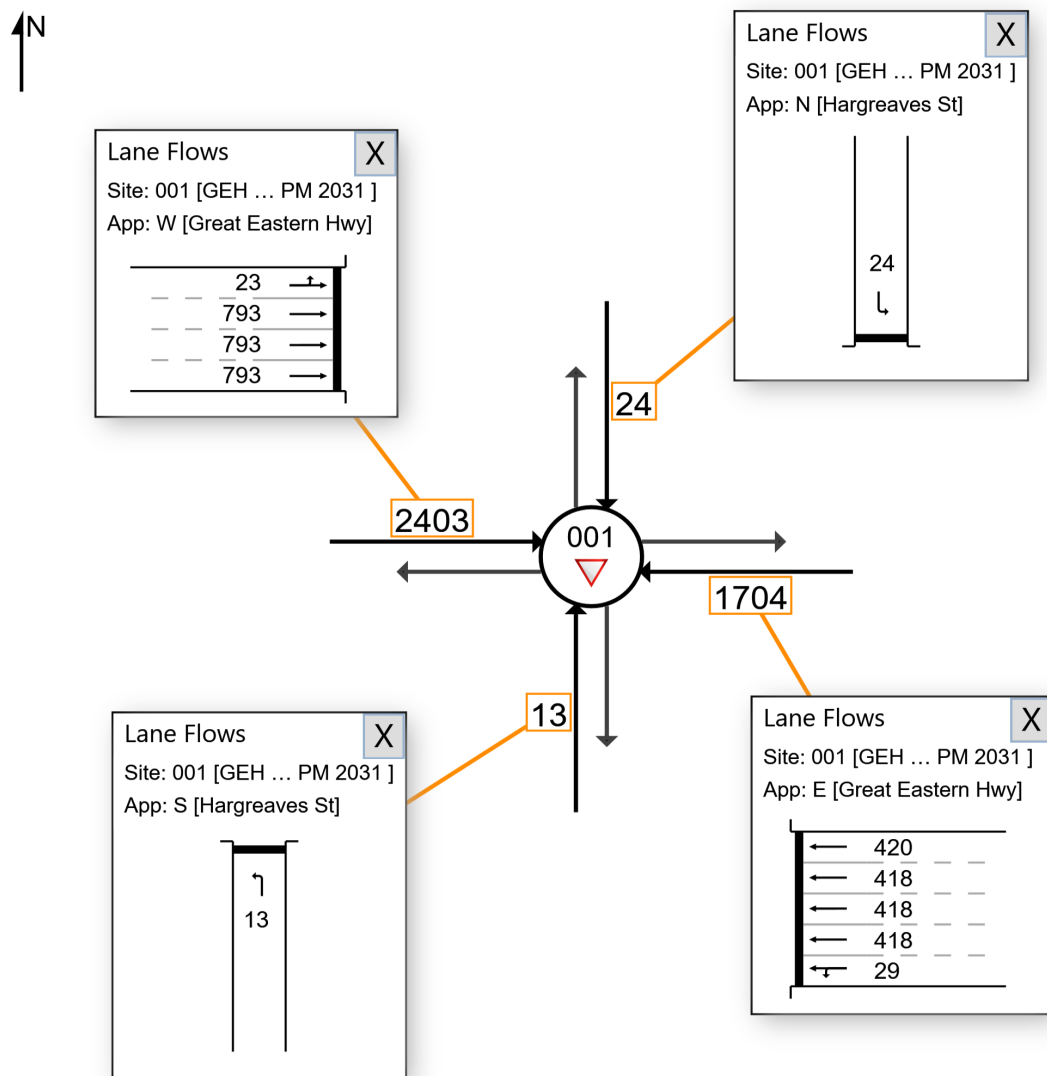 N
Lane Flows X
Site: 001 [GEH ... PM 2031 ]
App: N [Hargreaves St]
24
Lane Flows X
Site: 001 [GEH ... PM 2031 ]
App: W [Great Eastern Hwy]
23
793
793
793
24
2403
001
1704
13
Lane Flows X
Site: 001 [GEH ... PM 2031 ]
App: S [Hargreaves St]
13
Lane Flows X
Site: 001 [GEH ... PM 2031 ]
App: E [Great Eastern Hwy]
420
418
418
418
29